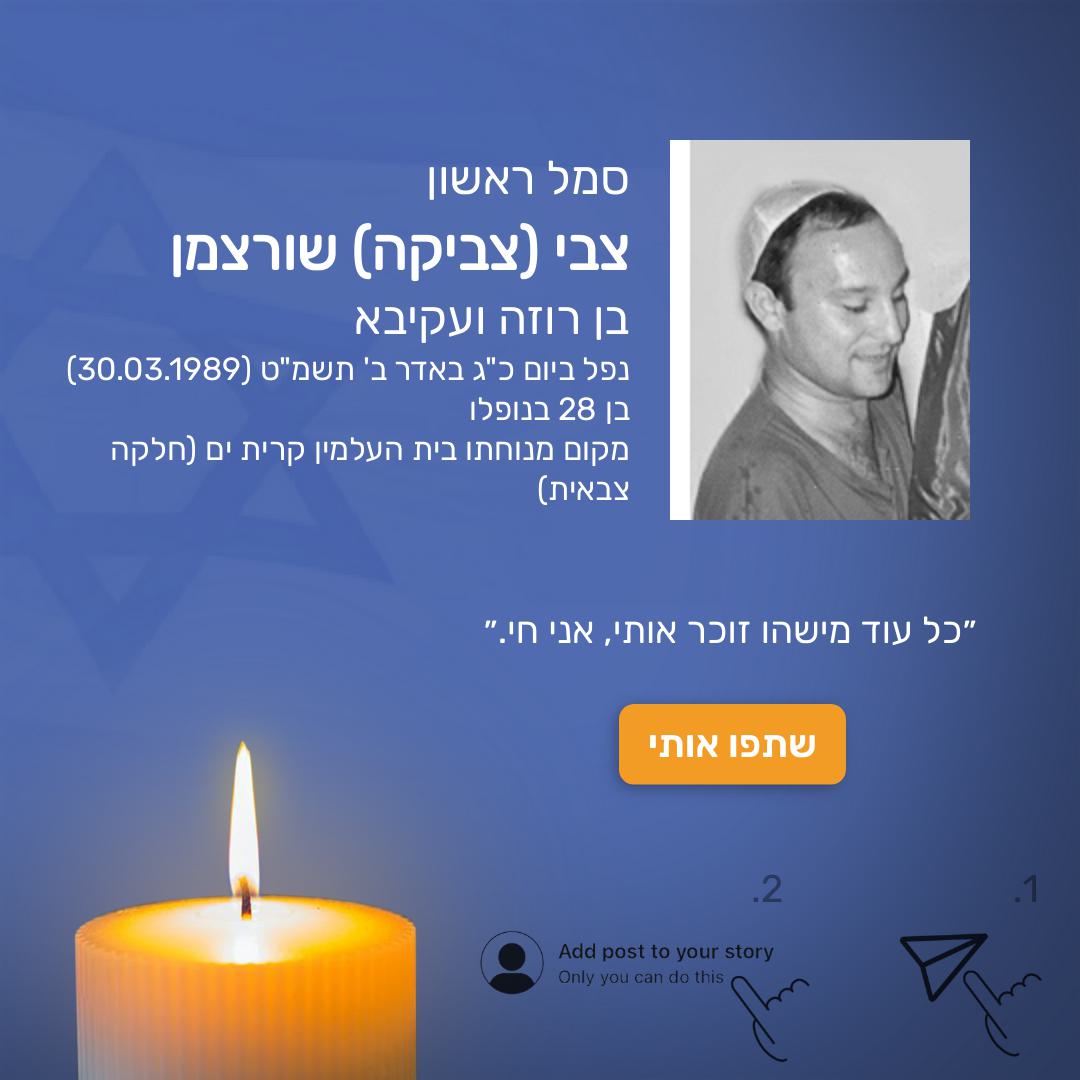 סמל ראשון
צבי (צביקה) שורצמן
בן רוזה ועקיבא
נפל ביום כ"ג באדר ב' תשמ"ט (30.03.1989)
בן 28 בנופלו
מקום מנוחתו בית העלמין קרית ים (חלקה
צבאית)
״כל עוד מישהו זוכר אותי, אני חי.״
שתפו אותי
1.
2.
Add post to your story
Only you can do this